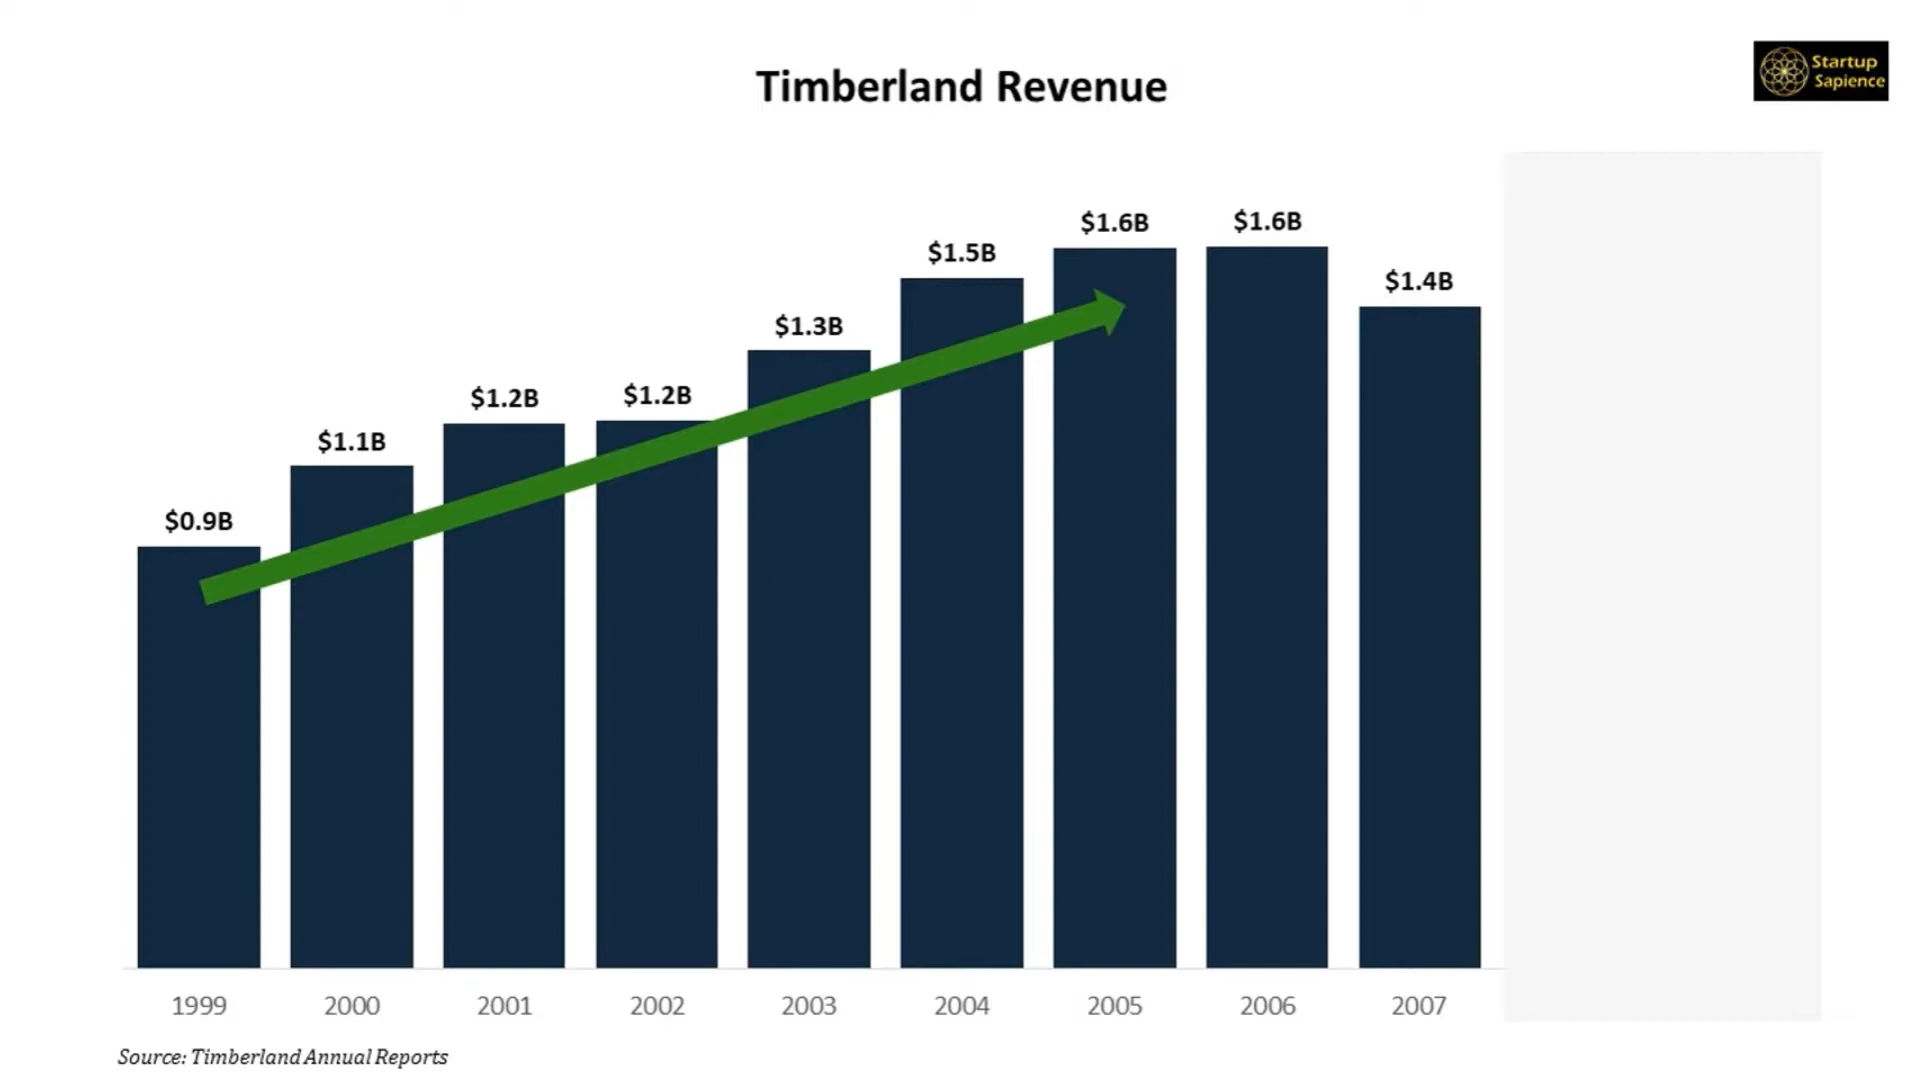 Timberland Revenue
Startup
Sapience
$0.9B
$1.1B
$1.2B
$1.2B
$1.3B
$1.5B
$1.6B
$1.6B
$1.4B
1999 2000 2001 2002 2003 2004 2005 2006 2007
Source: Timberland Annual Reports